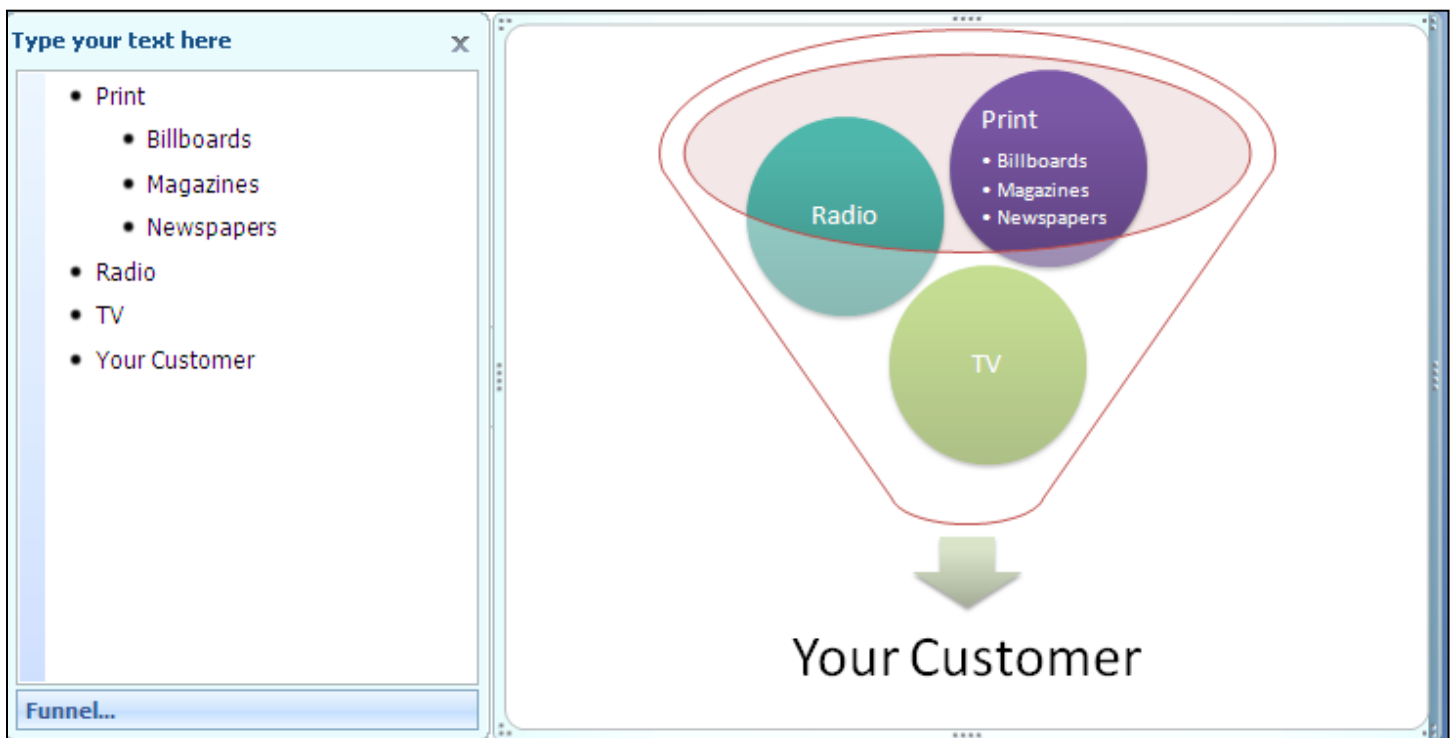 Type your text here
x
• Print
• Billboards
• Magazines
• Newspapers
• Radio
• TV
• Your Customer
Funnel...
Print
• Billboards
• Magazines
• Newspapers
Radio
TV
Your Customer